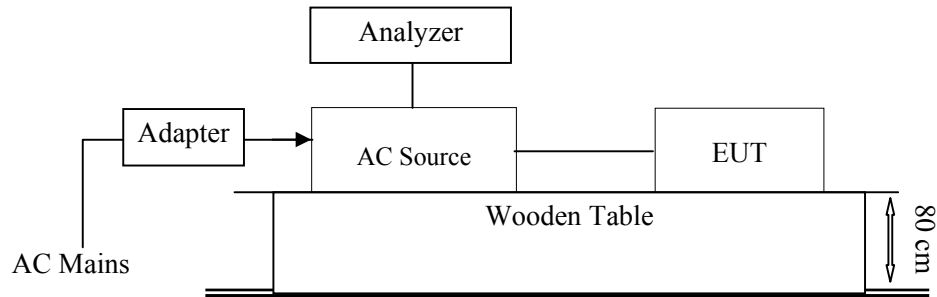 Analyzer
Adapter
AC Source
EUT
Wooden Table
80 cm
AC Mains